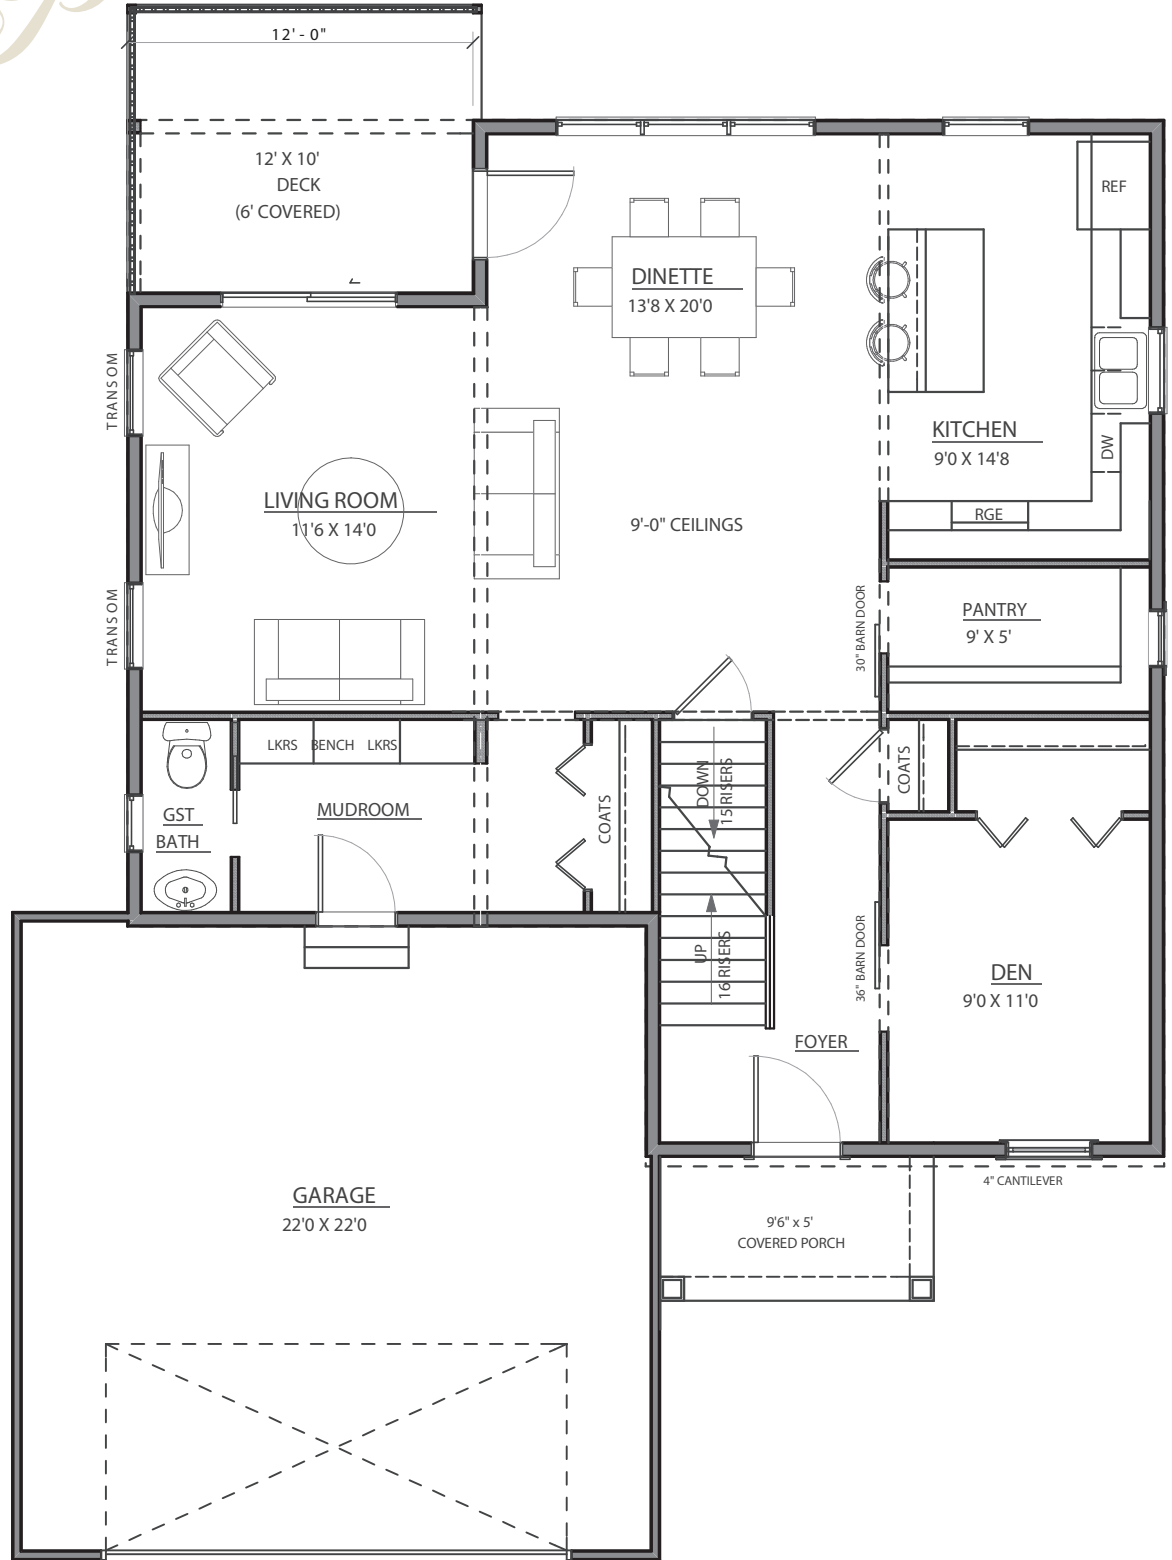 12' - 0"
12' X 10'
DECK
(6' COVERED)
REF
DINETTE
13'8 X 20'0
TRANSOM
KITCHEN
9'0 X 14'8
DW
LIVING ROOM
11'6 X 14'0
RGE
9'-0" CEILINGS
TRANSOM
30" BARN DOOR
PANTRY
9' X 5'
LKRS BENCH LKRS
GST
BATH
MUDROOM
COATS
DOWN
15 RISERS
COATS
UP
16 RISERS
36" BARN DOOR
DEN
9'0 X 11'0
FOYER
4" CANTILEVER
GARAGE
22'0 X 22'0
9'6" x 5'
COVERED PORCH